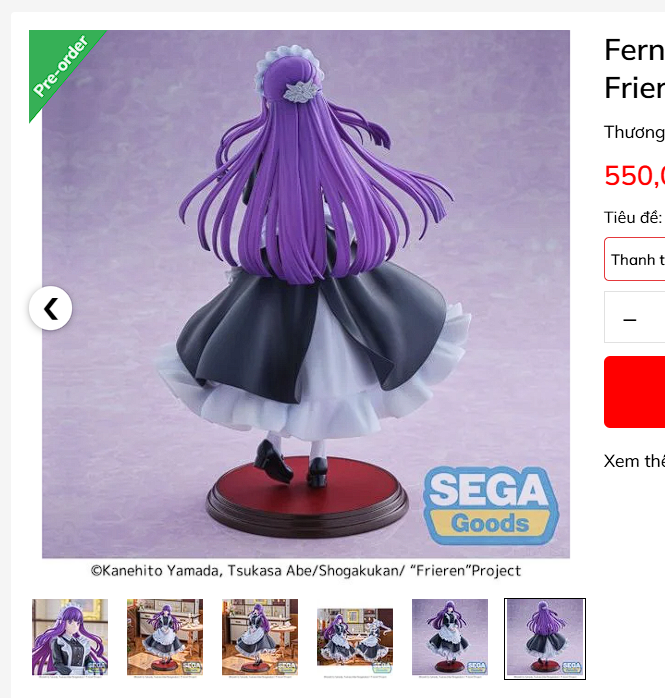 Pre-order
Fern
Frier
Thương
550,0
Tiêu đề:
Thanh t
SEGA
Goods
Xem thê
©Kanehito Yamada, Tsukasa Abe/Shogakukan/ “Frieren”Project